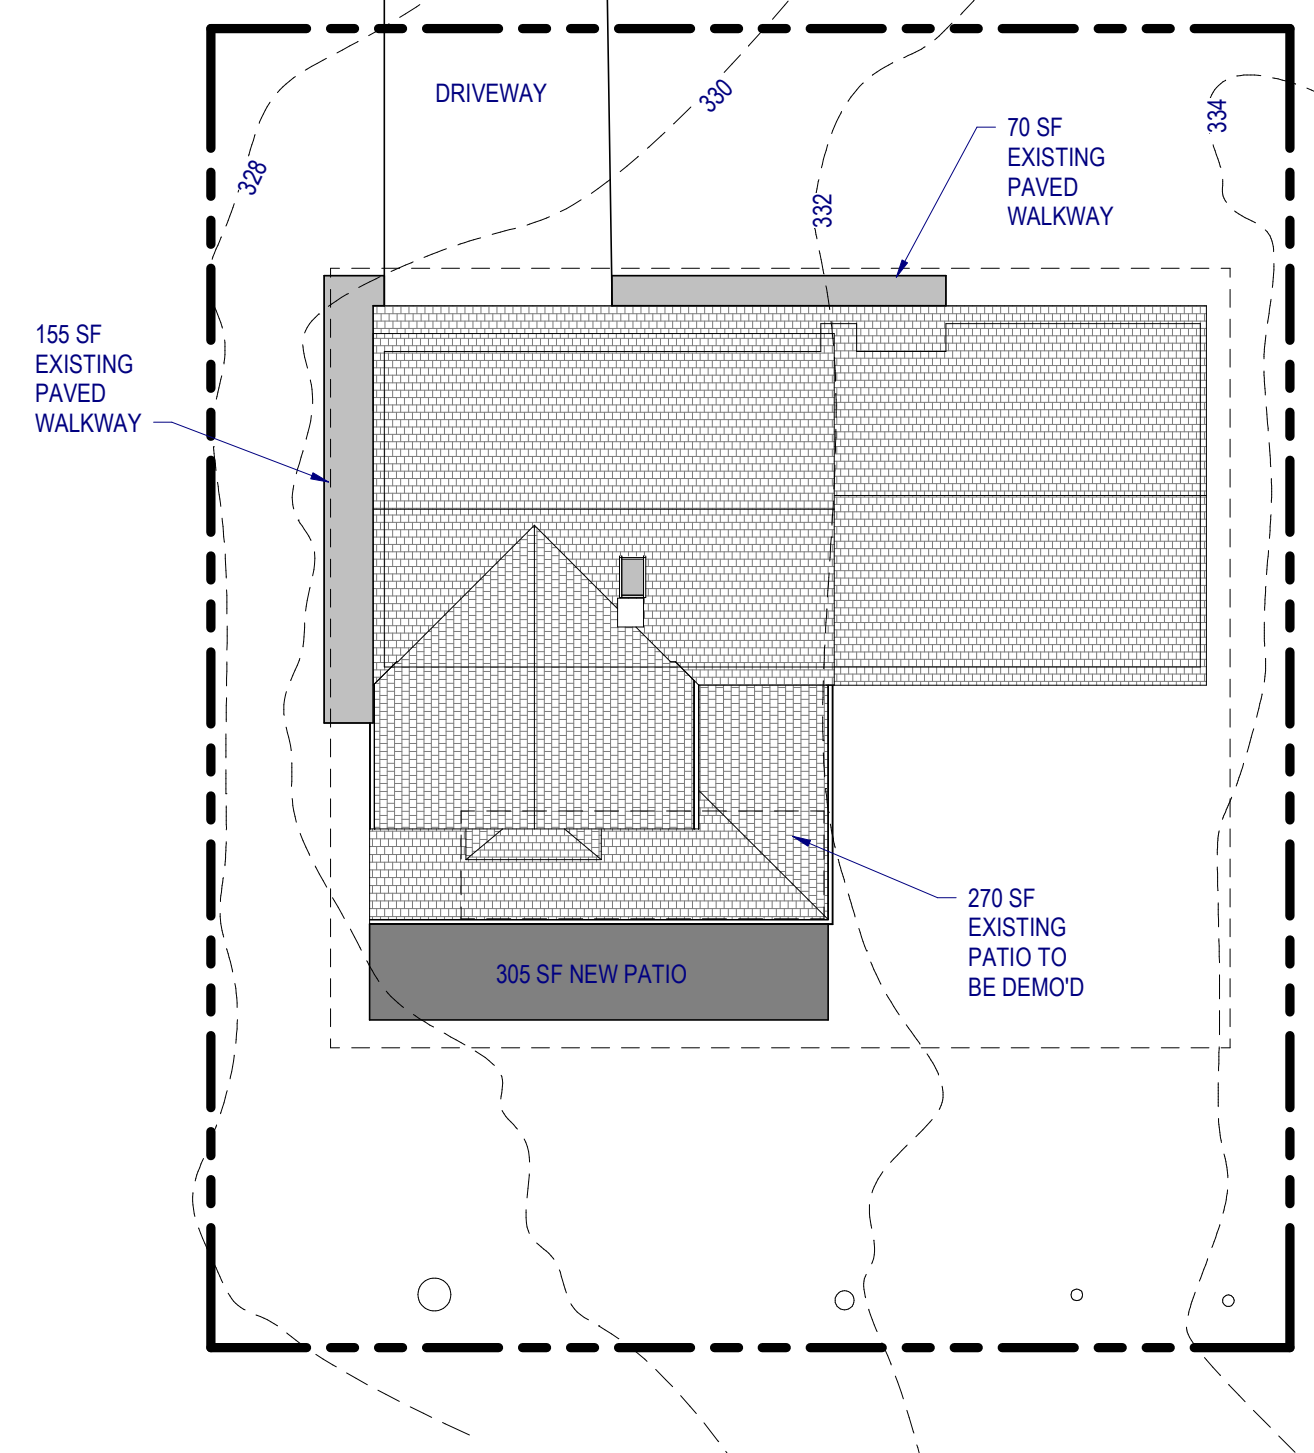 DRIVEWAY
330
334
70 SF
EXISTING
PAVED
WALKWAY
328
332
155 SF
EXISTING
PAVED
WALKWAY
270 SF
EXISTING
PATIO TO
BE DEMO'D
305 SF NEW PATIO